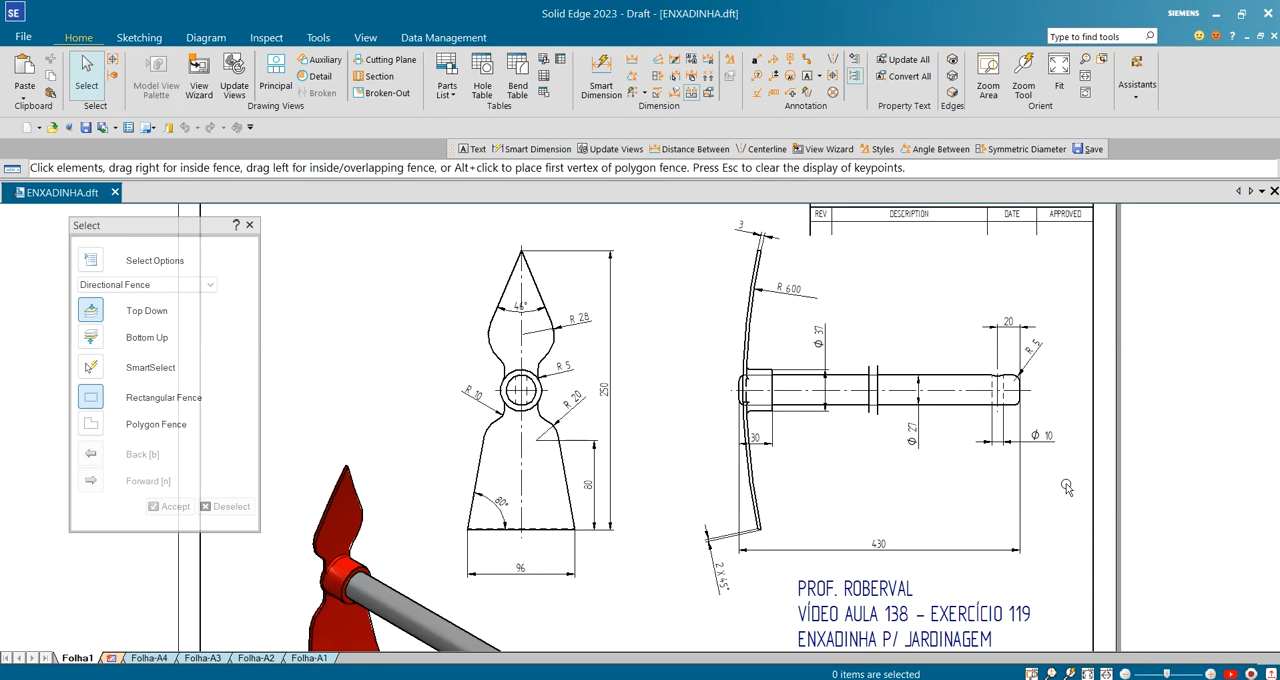 SE
Solid Edge 2023 - Draft - [ENXADINHA.dft]
SIEMENS
File Home Sketching Diagram Inspect Tools View Data Management
Type to find tools
Paste
Select
Model View Palette
View Wizard
Update Views
Principal
Auxiliary
Detail
Broken
Cutting Plane
Section
Broken-Out
Parts List
Hole Table
Bend Table
Smart Dimension
Update All
Convert All
Zoom Area
Zoom Tool
Fit
Assistants
Clipboard Select Drawing Views Tables Dimension Annotation Property Text Edges Orient
Text Smart Dimension Update Views Distance Between Centerline View Wizard Styles Angle Between Symmetric Diameter Save
Click elements, drag right for inside fence, drag left for inside/overlapping fence, or Alt+click to place first vertex of polygon fence. Press Esc to clear the display of keypoints.
ENXADINHA.dft
Select
Select Options
Directional Fence
Top Down
Bottom Up
SmartSelect
Rectangular Fence
Polygon Fence
Back [b]
Forward [n]
Accept Deselect
REV DESCRIPTION DATE APPROVED
46°
R 28
R 5
R 10
R 20
250
80
80°
96
3
R 600
Φ 37
20
R 5
30
Φ 27
Φ 10
430
2 X 45°
PROF. ROBERVAL
VÍDEO AULA 138 - EXERCÍCIO 119
ENXADINHA P/ JARDINAGEM
Folha1 Folha-A4 Folha-A3 Folha-A2 Folha-A1
0 items are selected